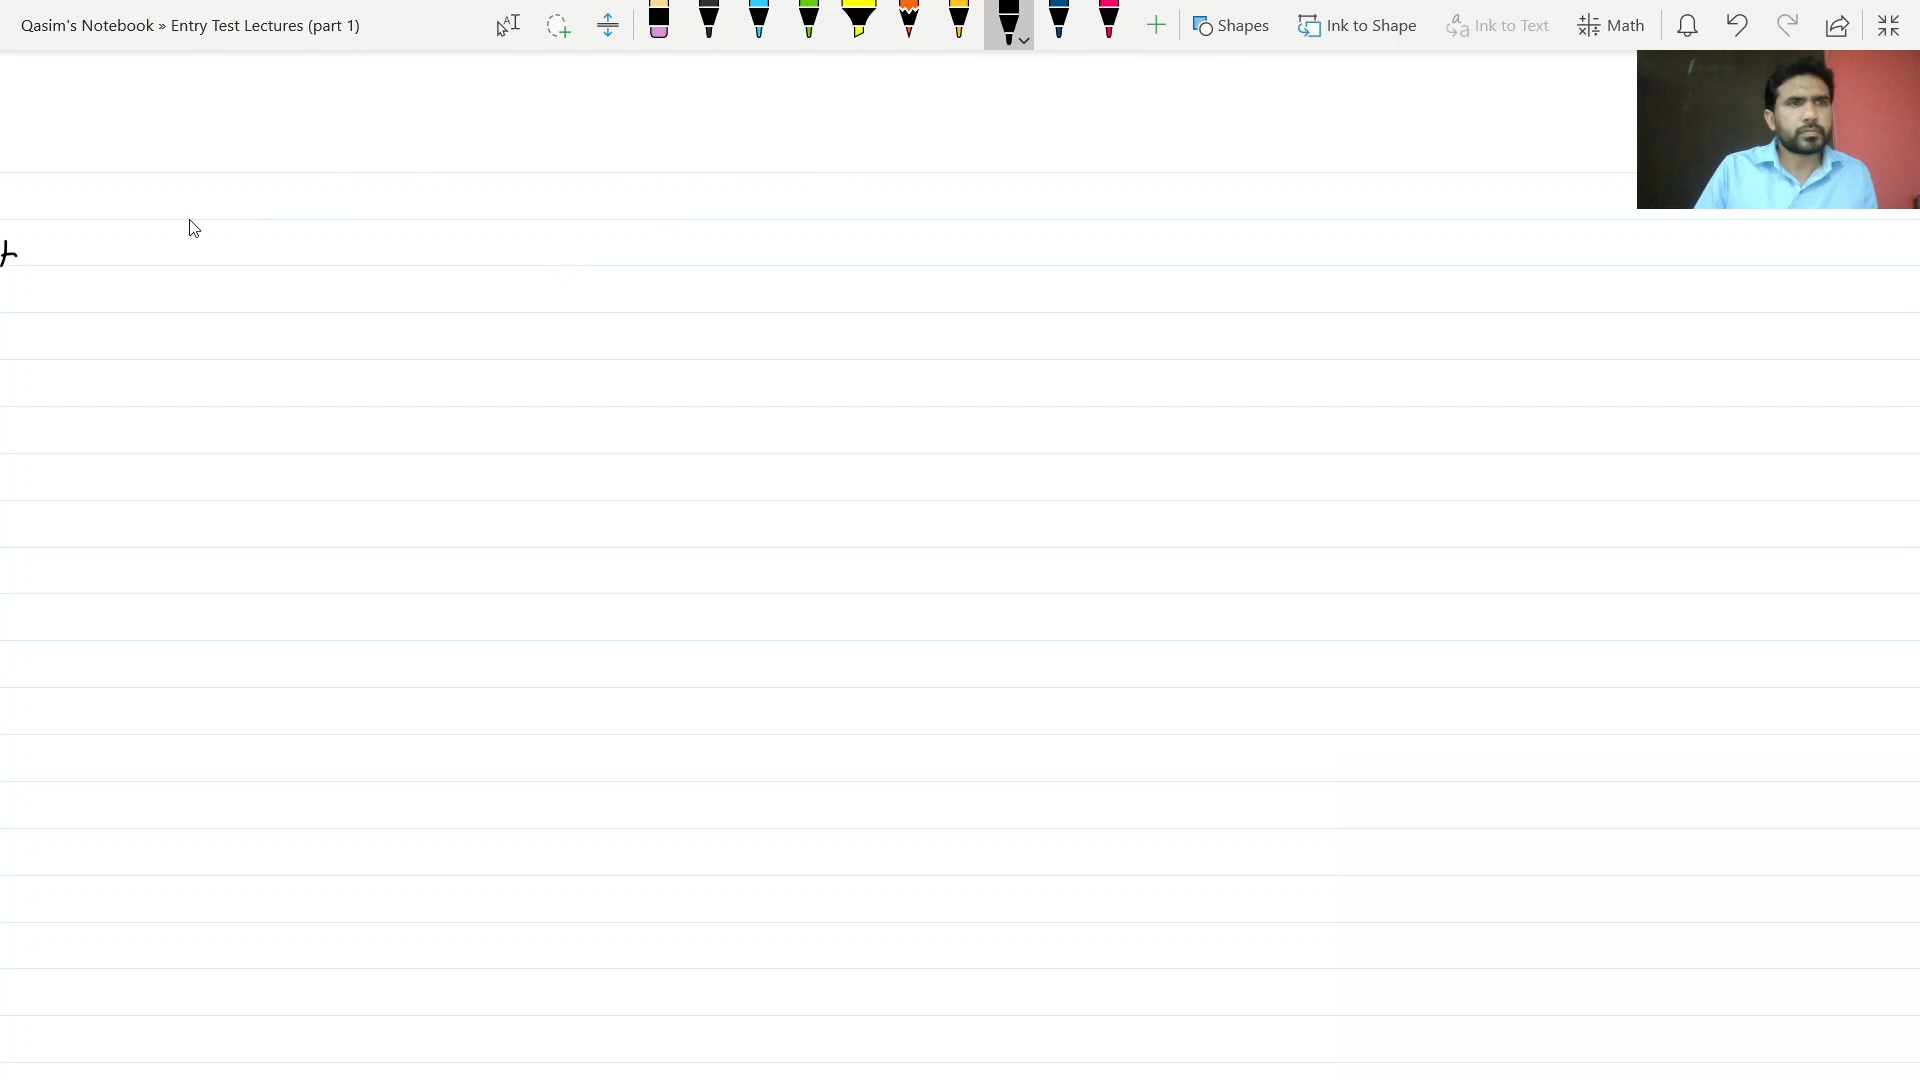 Qasim's Notebook » Entry Test Lectures (part 1)
Shapes
Ink to Shape
Ink to Text
Math